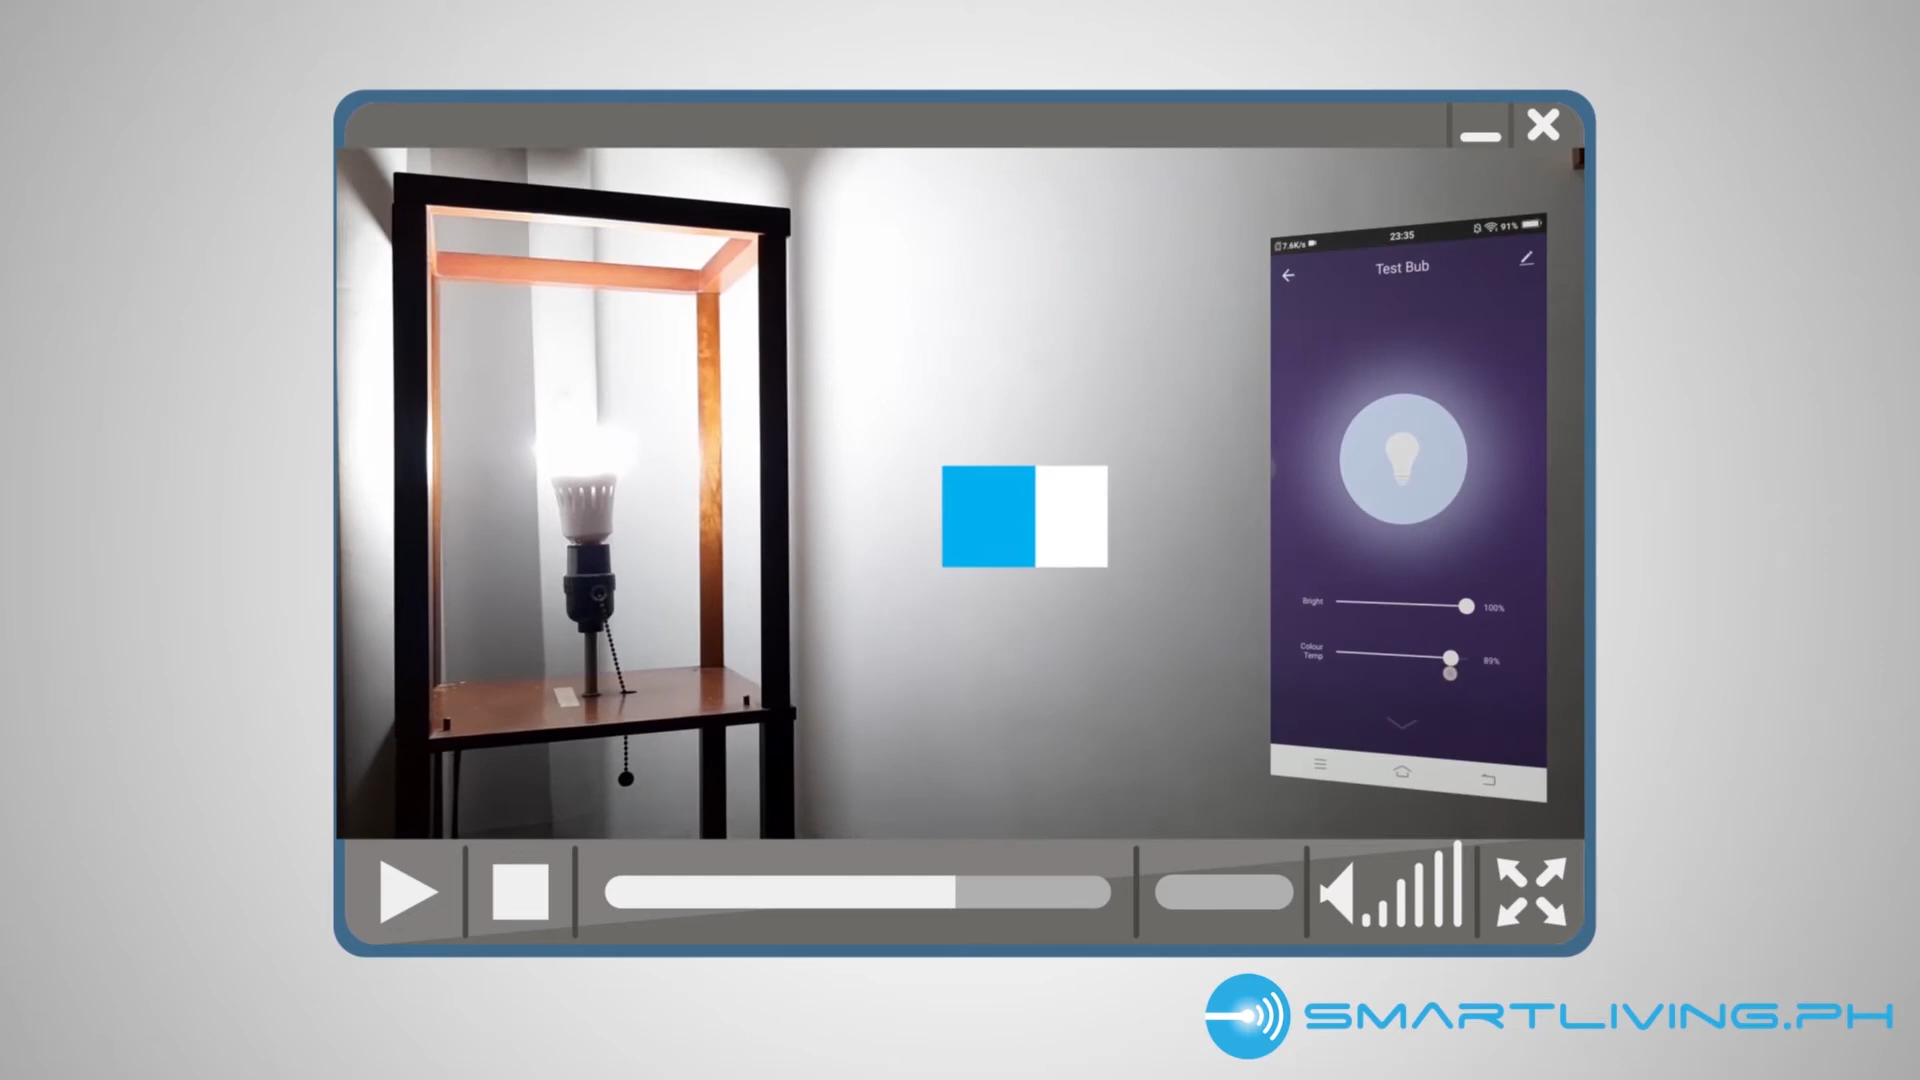 7.6K/s
23:35
91%
Test Bub
Bright
100%
Colour
Temp
89%
SMARTLIVING.PH